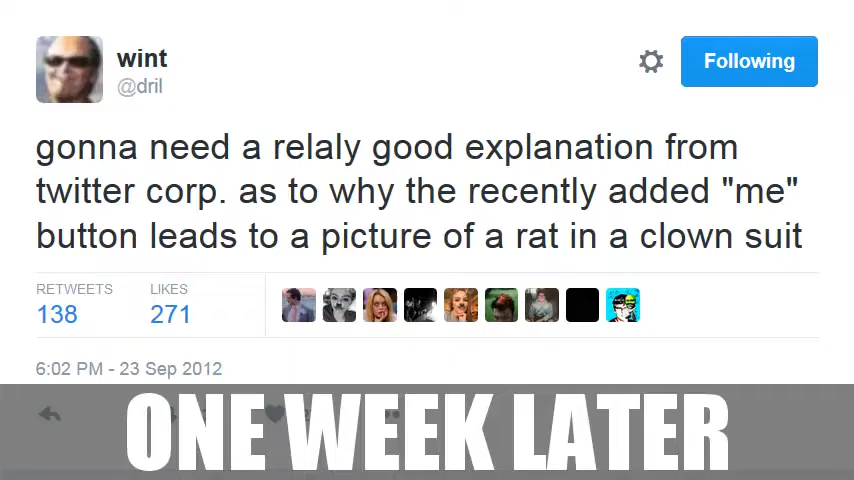 wint
@dril
Following
gonna need a relaly good explanation from
twitter corp. as to why the recently added "me"
button leads to a picture of a rat in a clown suit
RETWEETS LIKES
138 271
6:02 PM - 23 Sep 2012
ONE WEEK LATER